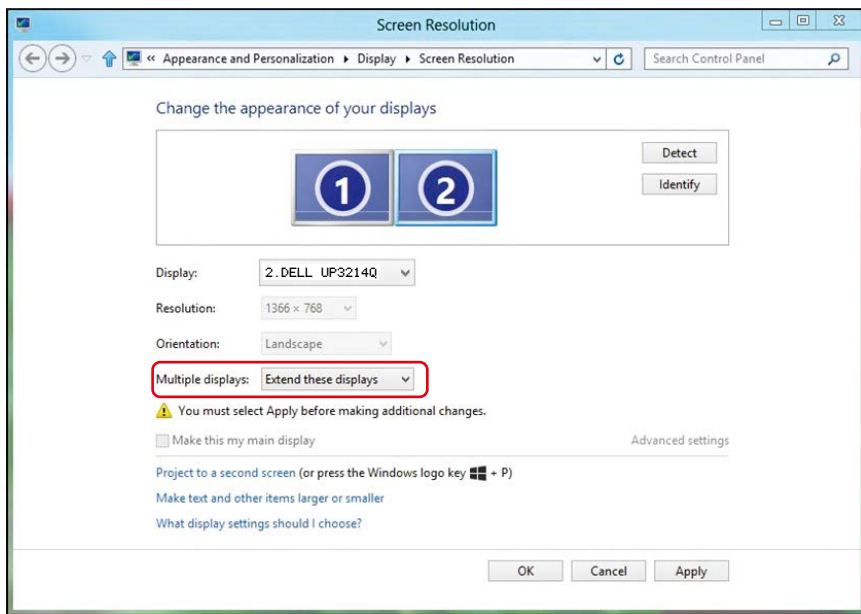 Screen Resolution
« Appearance and Personalization Display Screen Resolution
Search Control Panel
Change the appearance of your displays
1 2
Detect
Identify
Display: 2.DELL UP3214Q
Resolution: 1366 × 768
Orientation: Landscape
Multiple displays: Extend these displays
You must select Apply before making additional changes.
Make this my main display Advanced settings
Project to a second screen (or press the Windows logo key + P)
Make text and other items larger or smaller
What display settings should I choose?
OK Cancel Apply